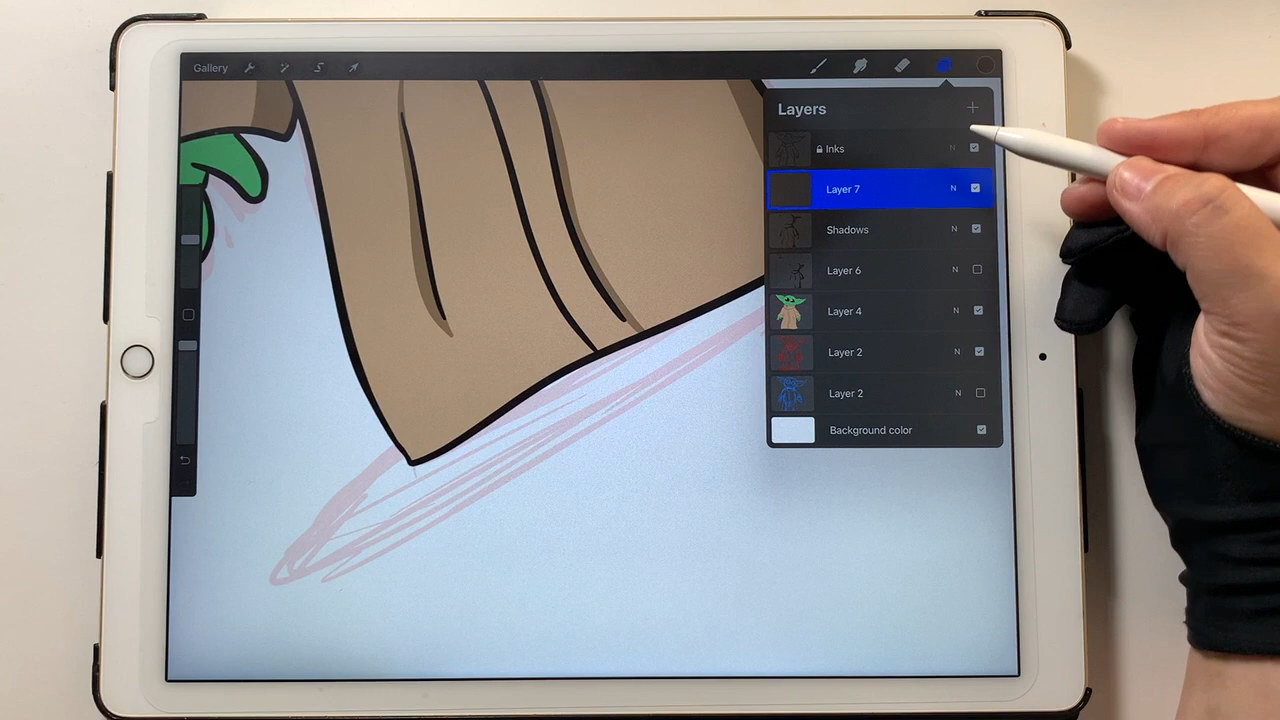 Gallery
Layers
Inks N
Layer 7 N
Shadows N
Layer 6 N
Layer 4 N
Layer 2 N
Layer 2 N
Background color